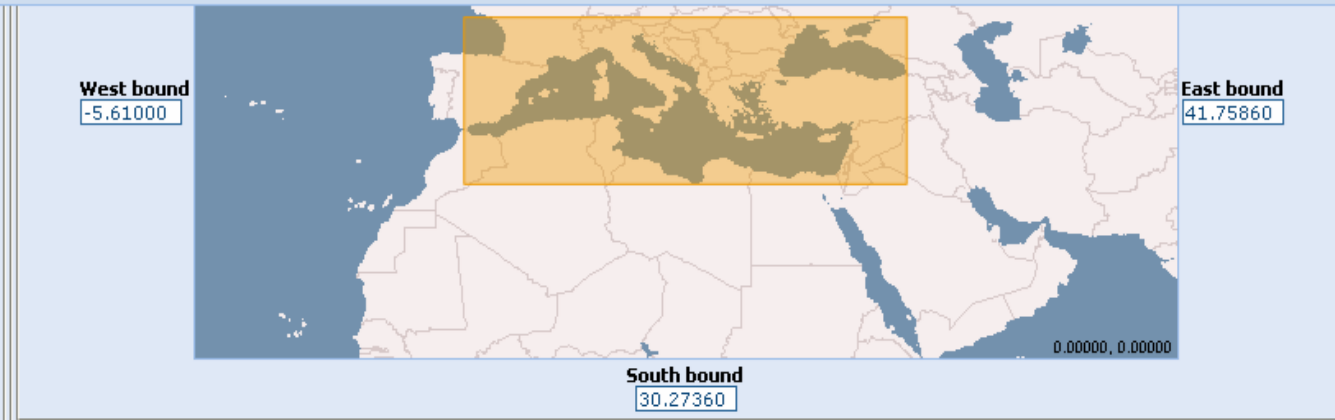 West bound
-5.61000
East bound
41.75860
0.00000, 0.00000
South bound
30.27360